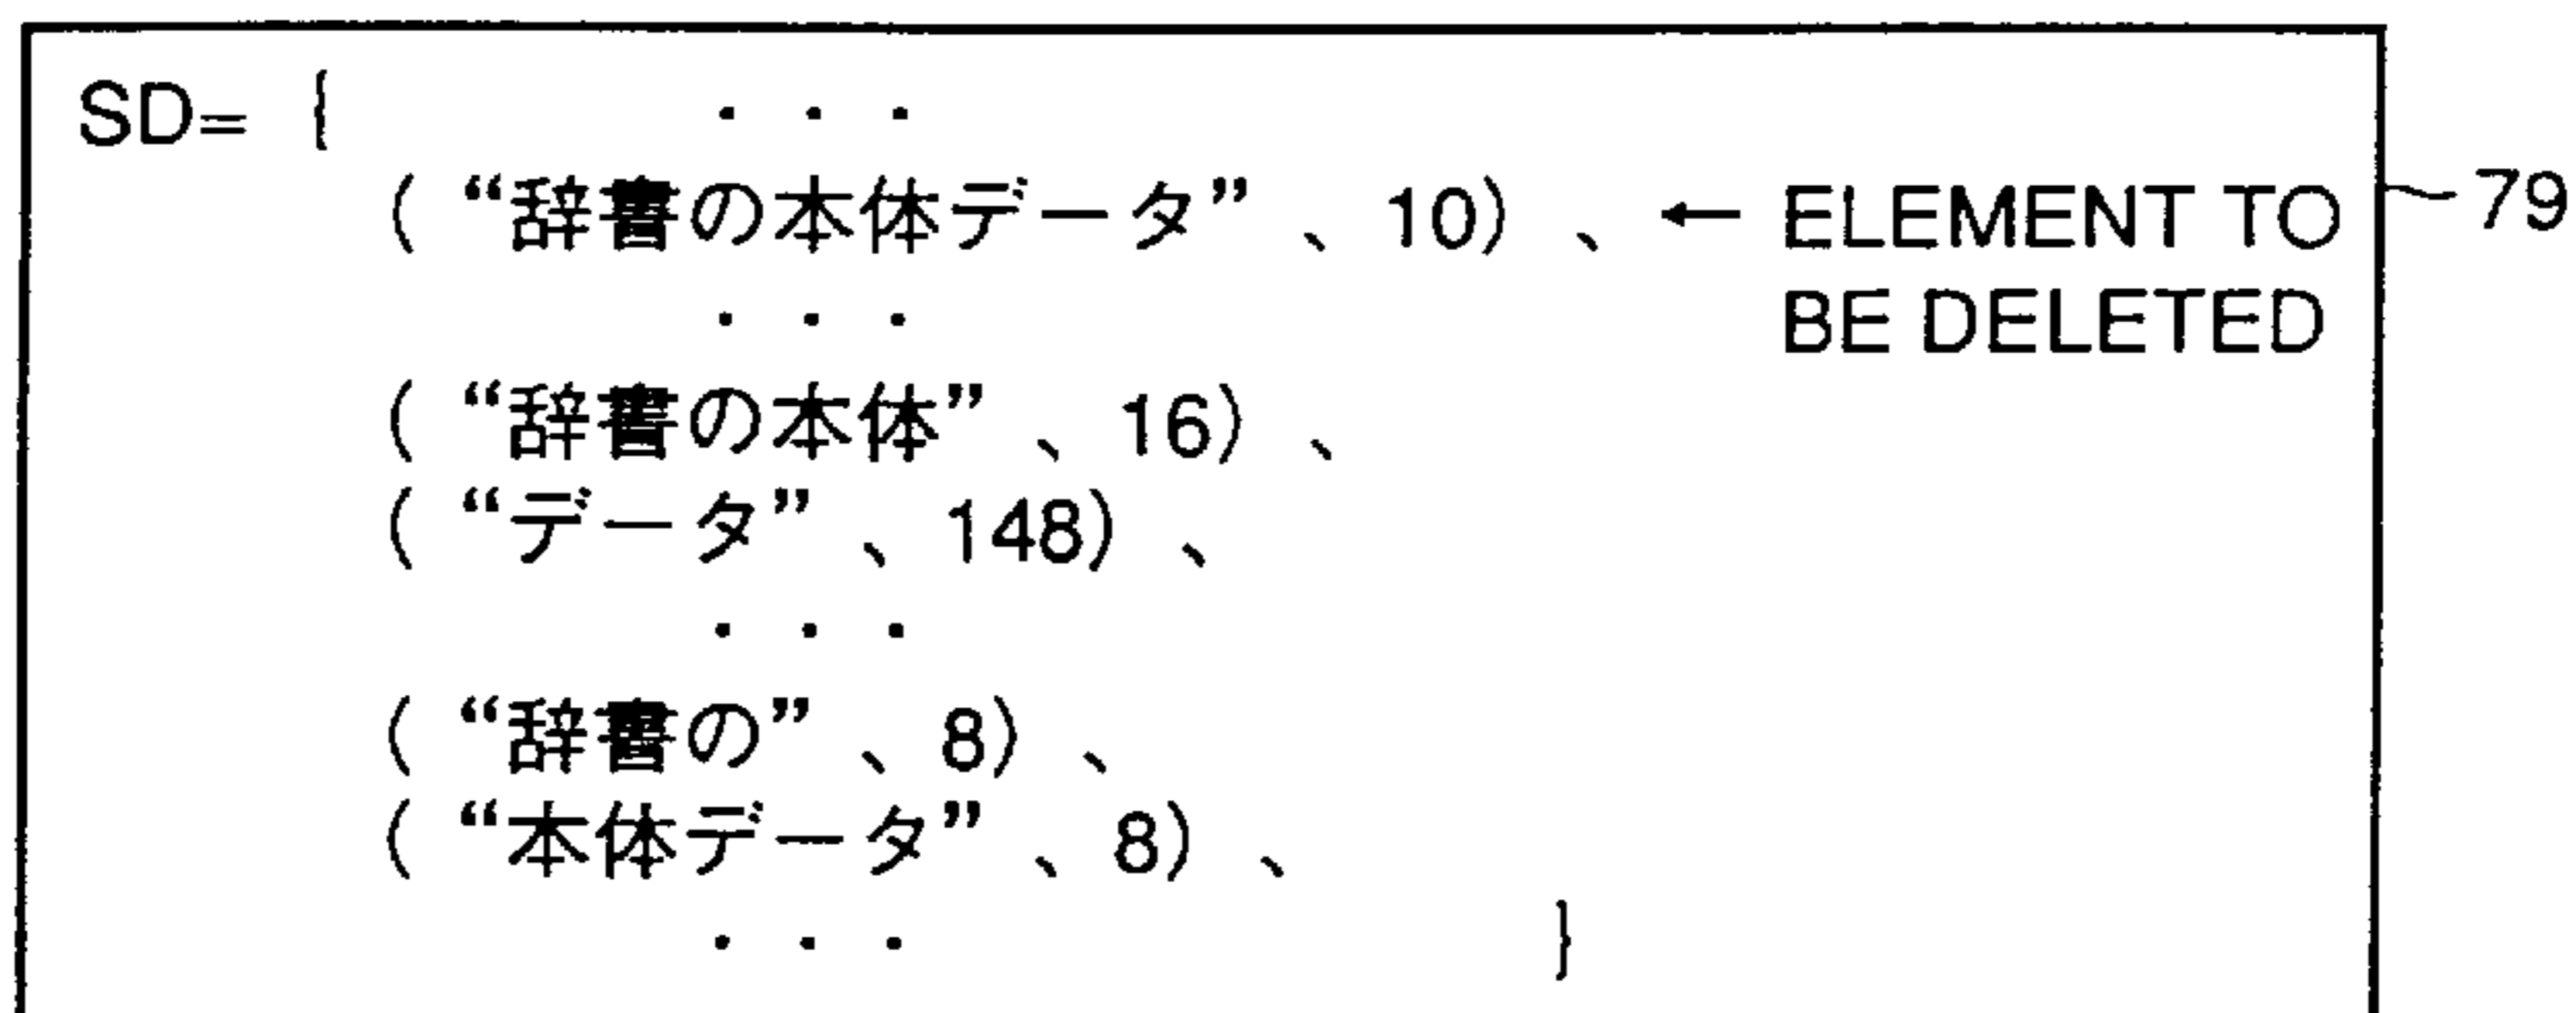 SD= {
・ ・ ・
( “辞書の本体データ” 、 10) 、 ← ELEMENT TO
79
・ ・ ・ BE DELETED
( “辞書の本体” 、 16) 、
( “データ” 、 148) 、
・ ・ ・
( “辞書の” 、 8) 、
( “本体データ” 、 8) 、
・ ・ ・ }